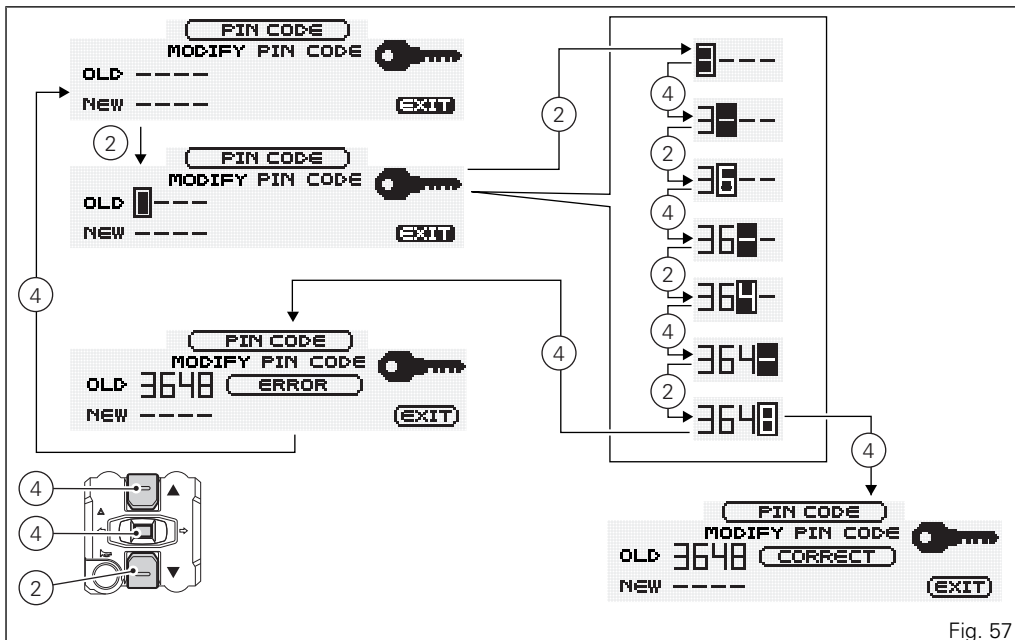 PIN CODE
MODIFY PIN CODE
OLD ----
NEW ----
EXIT
2
PIN CODE
MODIFY PIN CODE
OLD ---
NEW ----
EXIT
4
PIN CODE
MODIFY PIN CODE
OLD 3648 ERROR
NEW ----
EXIT
2
4
---
4
3---
2
36--
4
36--
2
364-
4
364-
2
3648
4
PIN CODE
MODIFY PIN CODE
OLD 3648 CORRECT
NEW ----
EXIT
4
4
2
Fig. 57